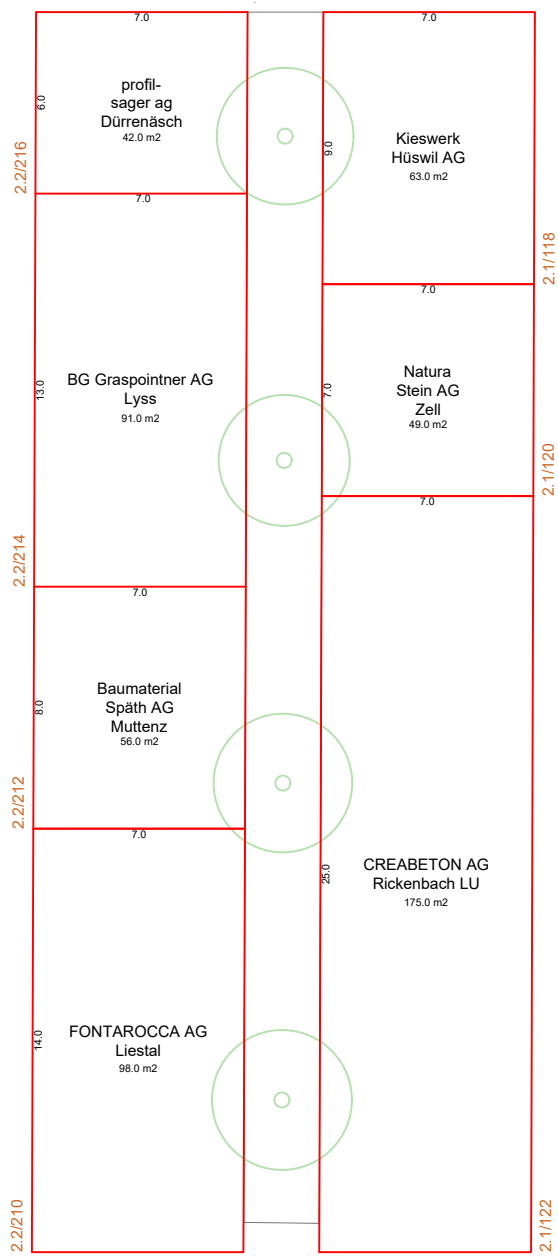 7.0
6.0
profil-
sager ag
Dürrenäsch
42.0 m2
2.2/216
7.0
13.0
BG Graspointner AG
Lyss
91.0 m2
2.2/214
7.0
8.0
Baumaterial
Späth AG
Muttenz
56.0 m2
2.2/212
7.0
14.0
FONTAROCCA AG
Liestal
98.0 m2
2.2/210
7.0
9.0
Kieswerk
Hüswil AG
63.0 m2
2.1/118
7.0
7.0
Natura
Stein AG
Zell
49.0 m2
2.1/120
7.0
25.0
CREABETON AG
Rickenbach LU
175.0 m2
2.1/122